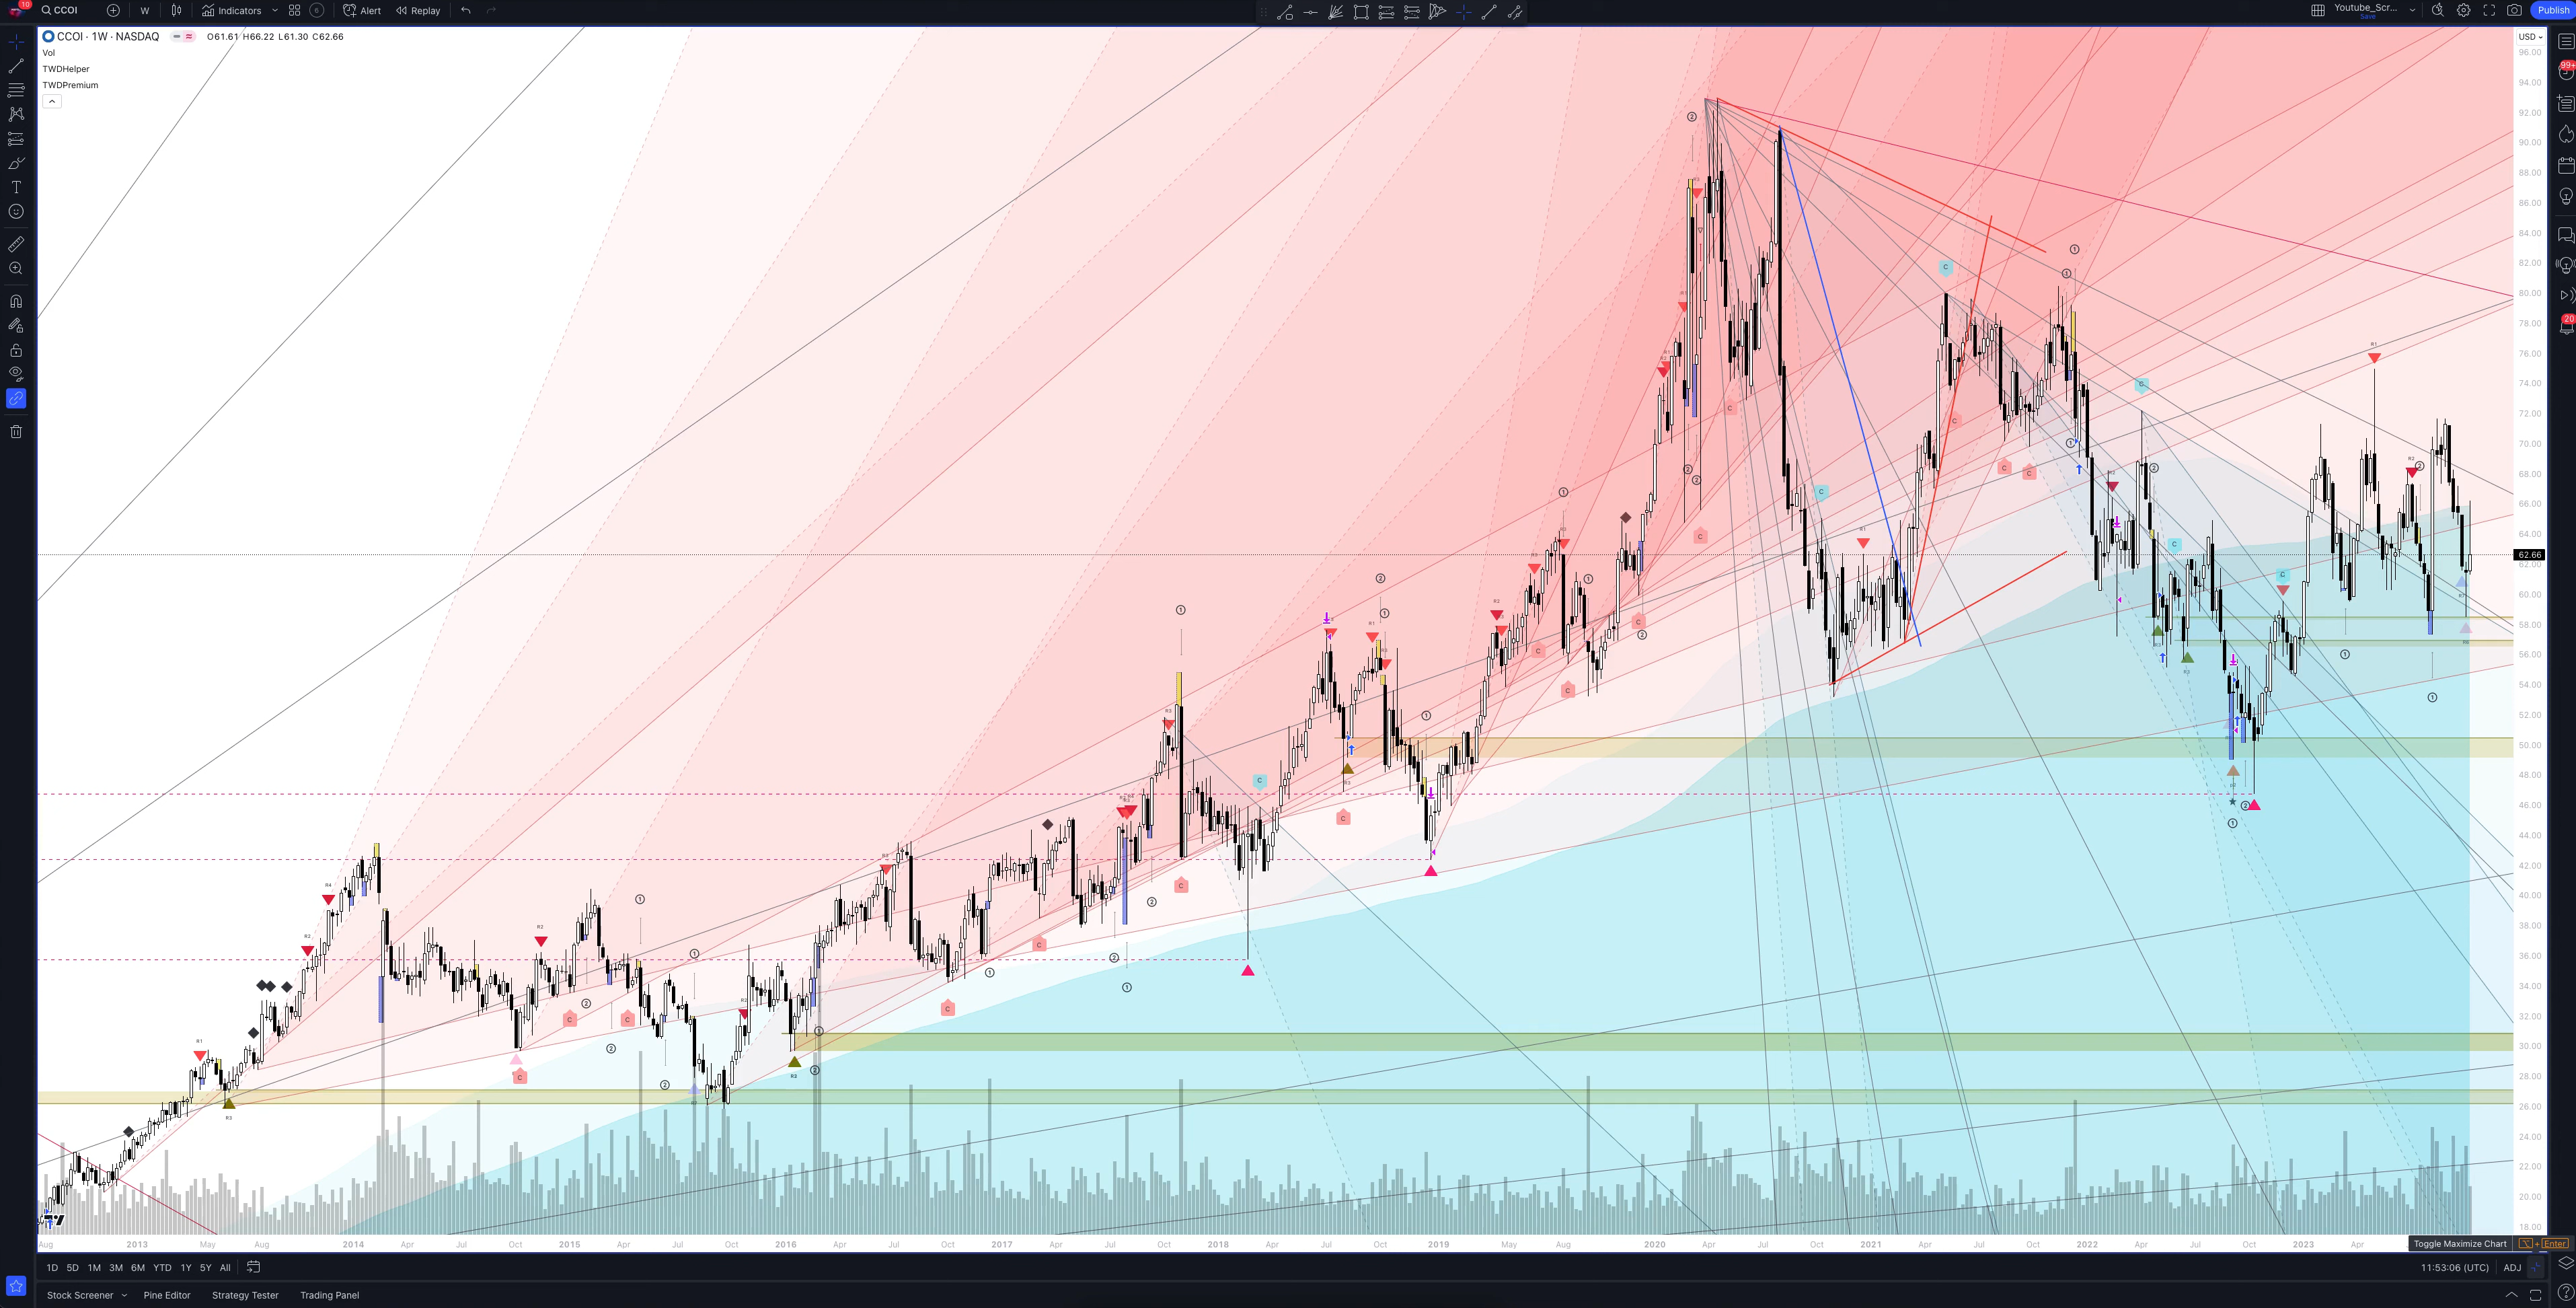 10
CCOI
W
Indicators
6
Alert
Replay
Youtube_Scr...
Save
Publish
CCOI · 1W · NASDAQ
O61.61 H66.22 L61.30 C62.66
Vol
TWDHelper
TWDPremium
USD
99+
20
96.00
94.00
92.00
90.00
88.00
86.00
84.00
82.00
80.00
78.00
76.00
74.00
72.00
70.00
68.00
66.00
64.00
62.66
62.00
60.00
58.00
56.00
54.00
52.00
50.00
48.00
46.00
44.00
42.00
40.00
38.00
36.00
34.00
32.00
30.00
28.00
26.00
24.00
22.00
20.00
18.00
Aug 2013 May Aug 2014 Apr Jul Oct 2015 Apr Jul Oct 2016 Apr Jul Oct 2017 Apr Jul Oct 2018 Apr Jul Oct 2019 May Aug 2020 Apr Jul Oct 2021 Apr Jul Oct 2022 Apr Jul Oct 2023 Apr
Toggle Maximize Chart + Enter
1D 5D 1M 3M 6M YTD 1Y 5Y All
11:53:06 (UTC) ADJ
Stock Screener Pine Editor Strategy Tester Trading Panel